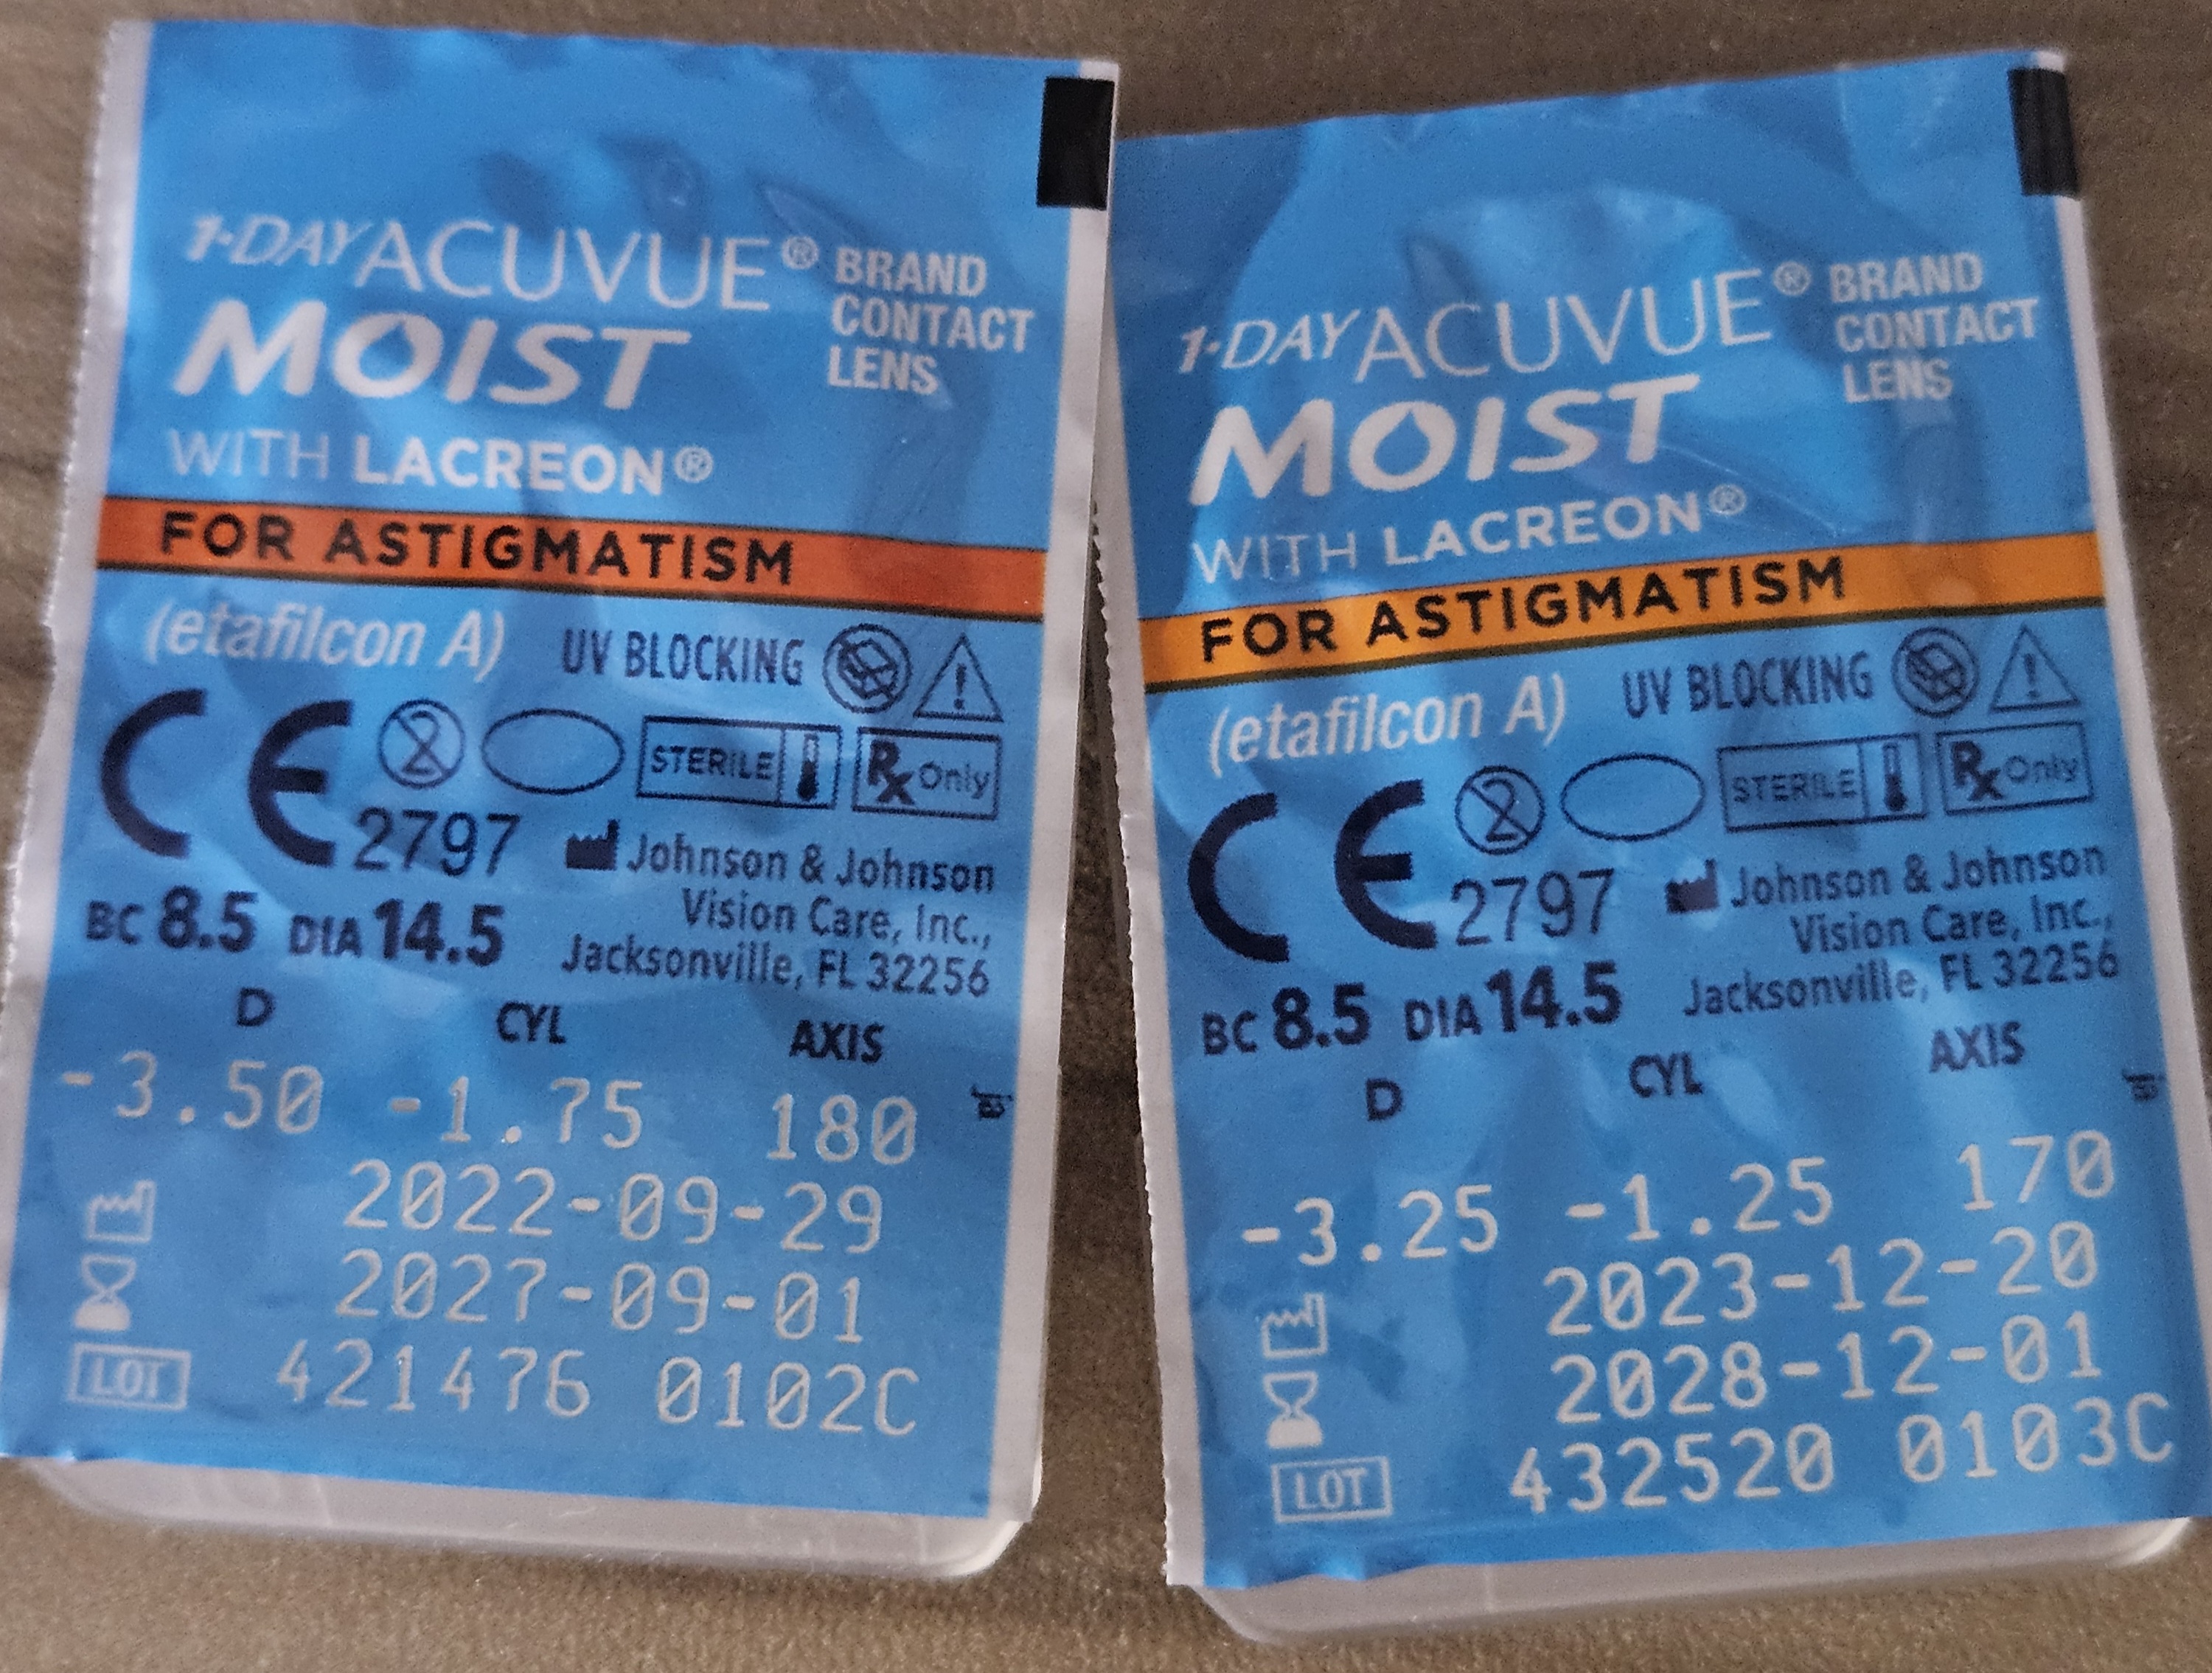 1·DAY ACUVUE® BRAND CONTACT LENS
MOIST
WITH LACREON®
FOR ASTIGMATISM
(etafilcon A) UV BLOCKING
CE 2797 STERILE Rx Only
Johnson & Johnson
Vision Care, Inc.,
Jacksonville, FL 32256
BC 8.5 DIA 14.5
D CYL AXIS
-3.50 -1.75 180
2022-09-29
2027-09-01
LOT 421476 0102C
1·DAY ACUVUE® BRAND CONTACT LENS
MOIST
WITH LACREON®
FOR ASTIGMATISM
(etafilcon A) UV BLOCKING
CE 2797 STERILE Rx Only
Johnson & Johnson
Vision Care, Inc.,
Jacksonville, FL 32256
BC 8.5 DIA 14.5
D CYL AXIS
-3.25 -1.25 170
2023-12-20
2028-12-01
LOT 432520 0103C